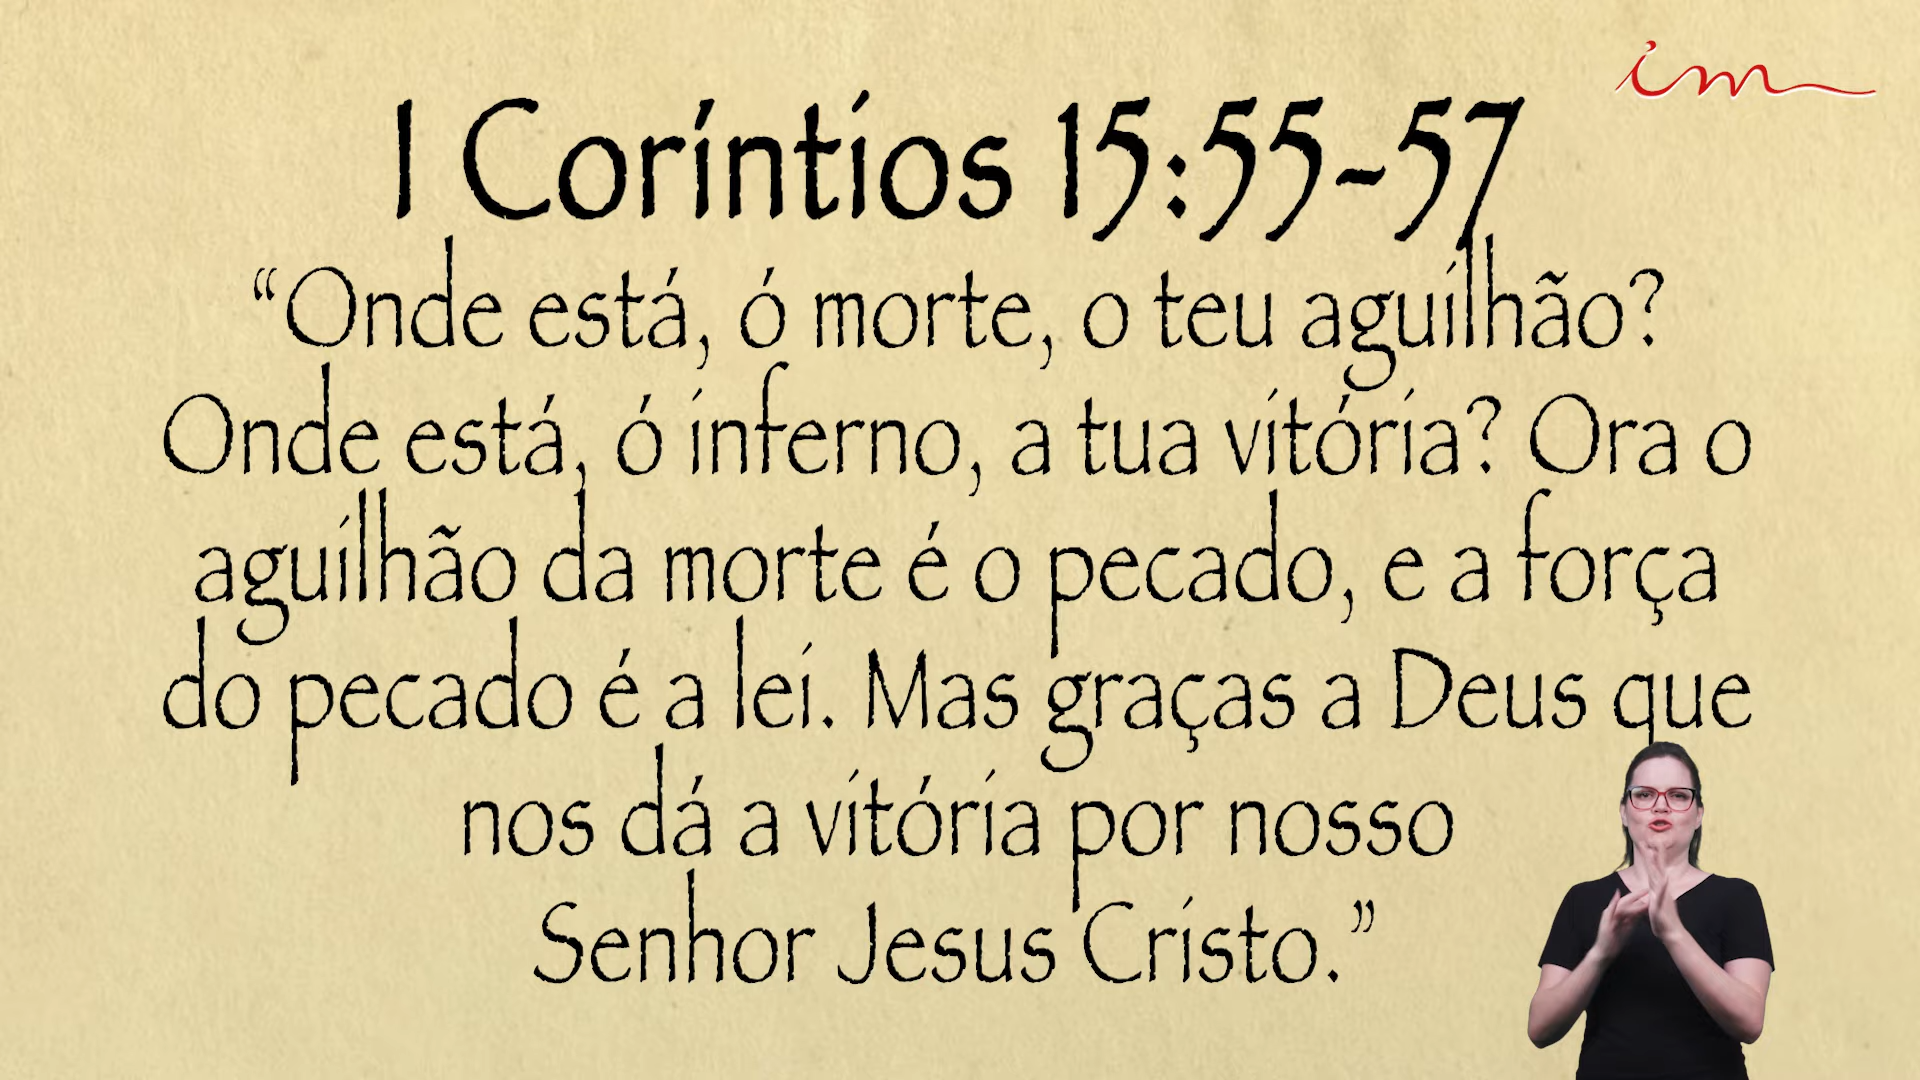 im
I Coríntios 15:55-57
“Onde está, ó morte, o teu aguilhão?
Onde está, ó inferno, a tua vitória? Ora o
aguilhão da morte é o pecado, e a força
do pecado é a lei. Mas graças a Deus que
nos dá a vitória por nosso
Senhor Jesus Cristo.”